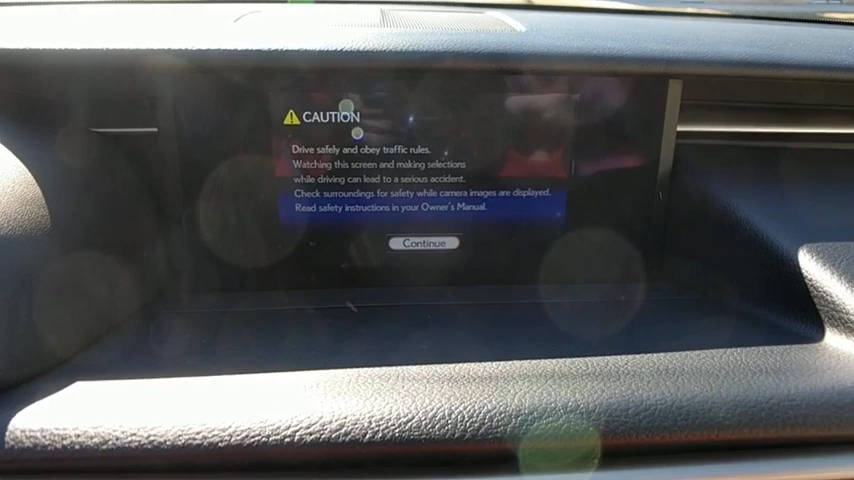 CAUTION
Drive safely and obey traffic rules.
Watching this screen and making selections
while driving can lead to a serious accident.
Check surroundings for safety while camera images are displayed.
Read safety instructions in your Owner's Manual.
Continue